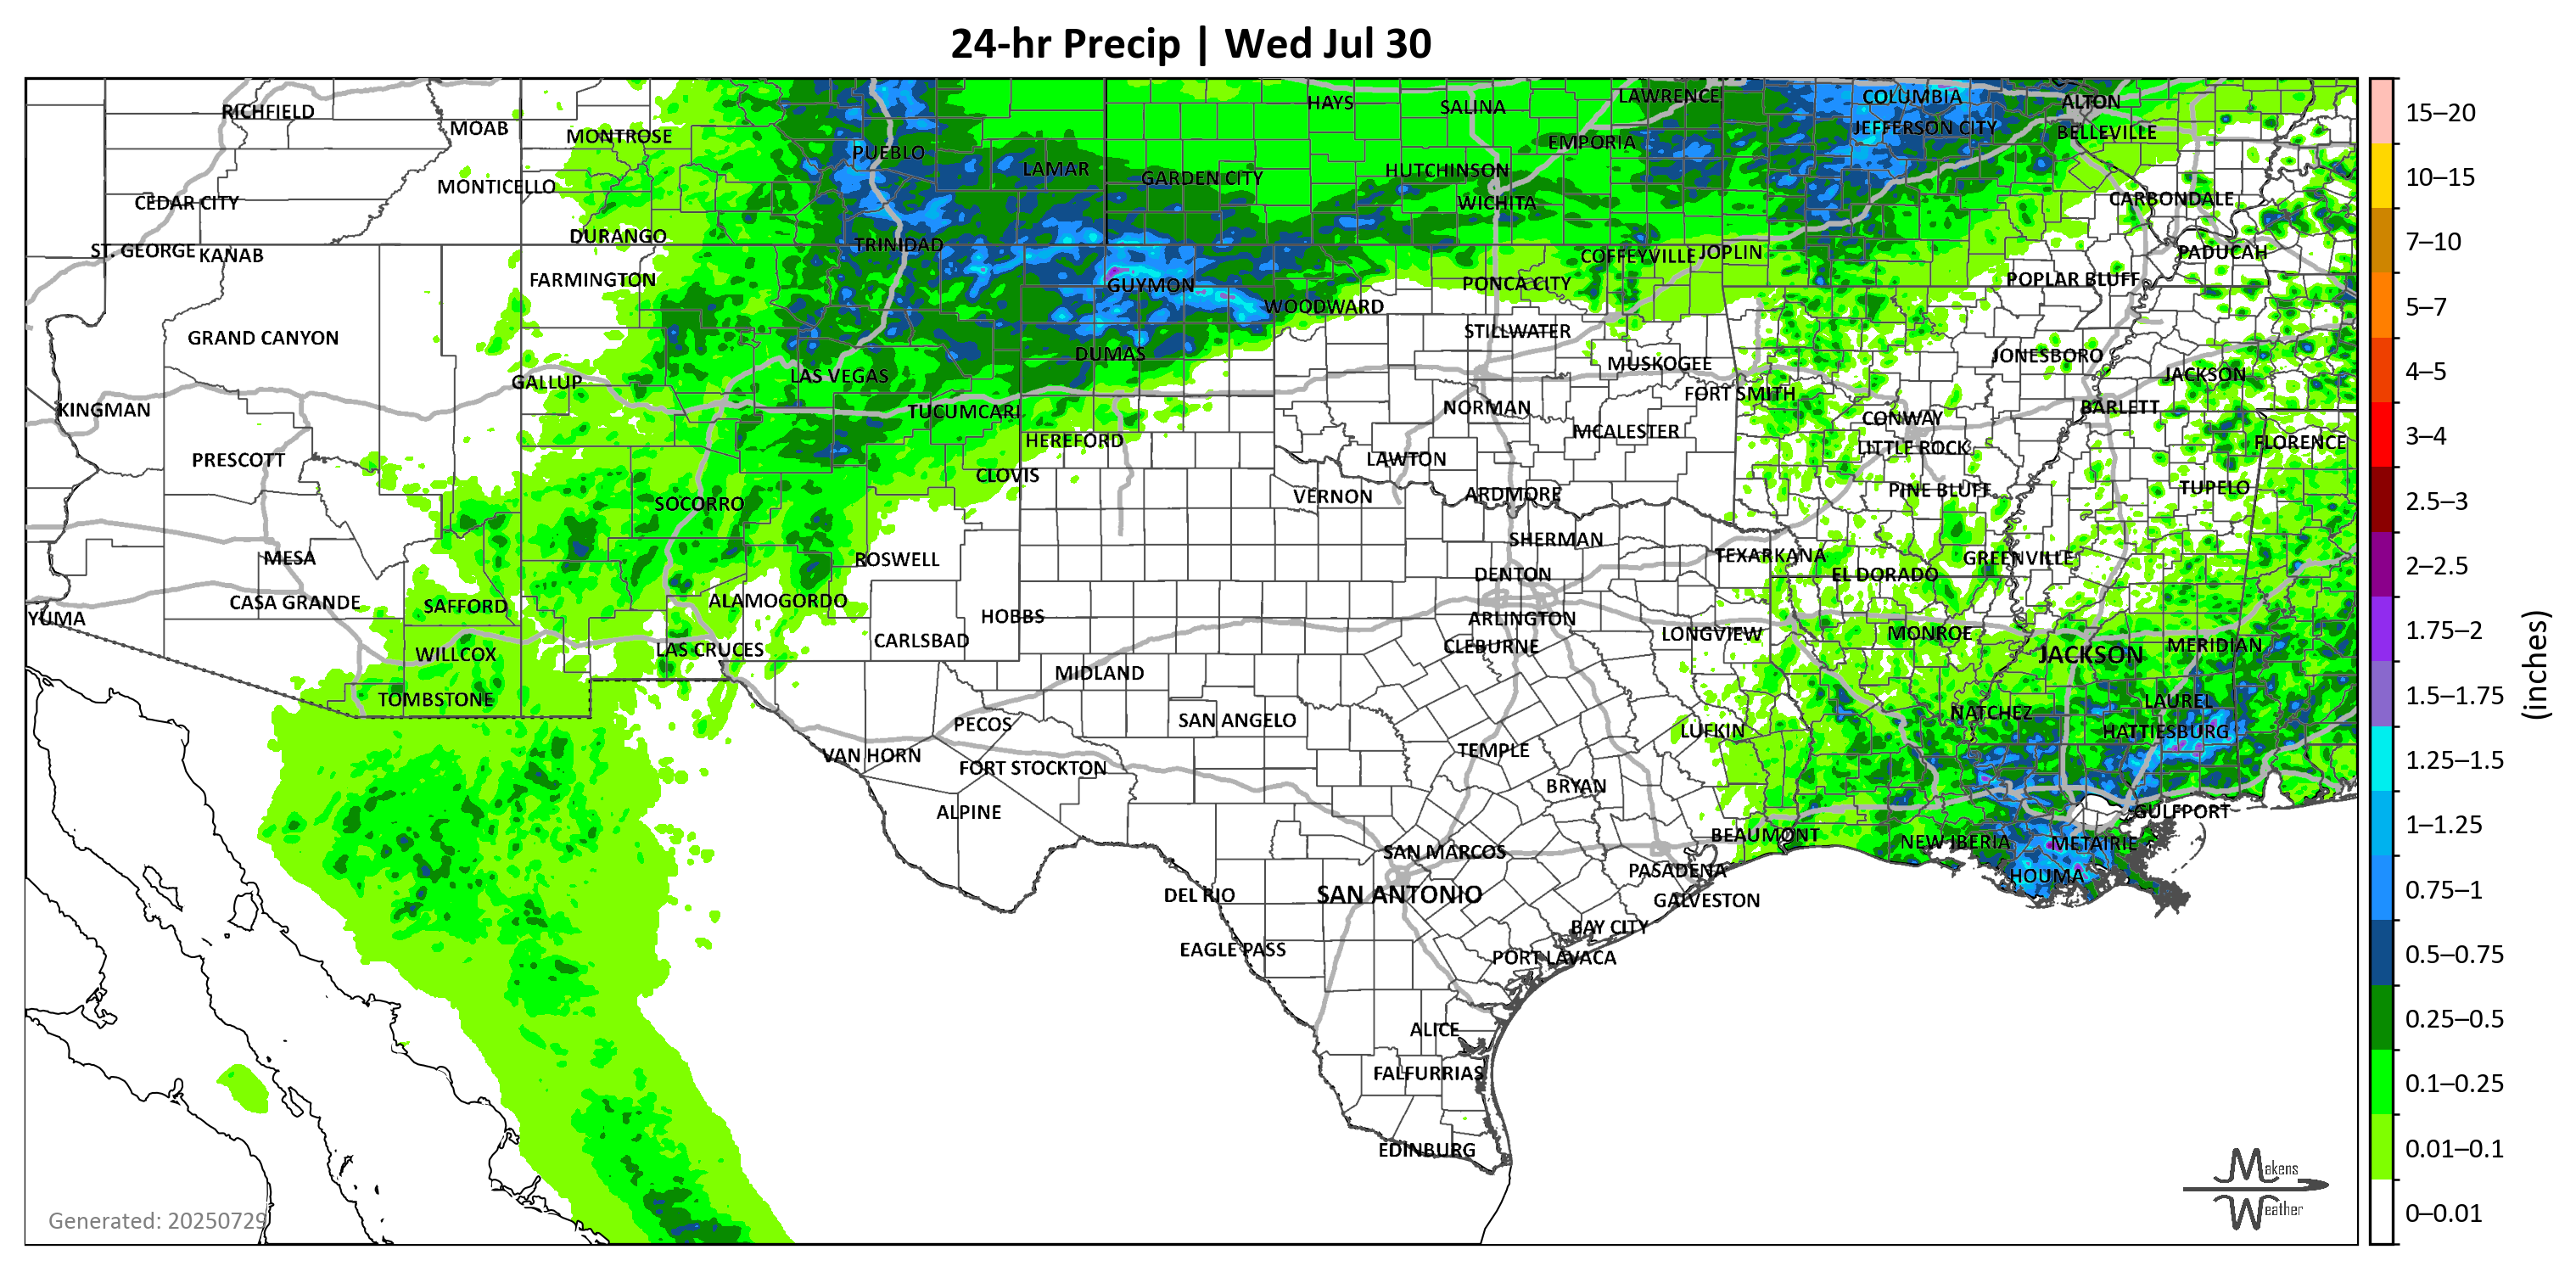 24-hr Precip | Wed Jul 30
RICHFIELD
MOAB
MONTROSE
PUEBLO
LAMAR
HAYS
SALINA
LAWRENCE
COLUMBIA
ALTON
JEFFERSON CITY
BELLEVILLE
EMPORIA
HUTCHINSON
GARDEN CITY
MONTICELLO
CEDAR CITY
WICHITA
CARBONDALE
DURANGO
TRINIDAD
ST. GEORGE
KANAB
COFFEYVILLE
JOPLIN
PADUCAH
FARMINGTON
GUYMON
PONCA CITY
POPLAR BLUFF
WOODWARD
GRAND CANYON
STILLWATER
DUMAS
MUSKOGEE
JONESBORO
GALLUP
LAS VEGAS
JACKSON
FORT SMITH
KINGMAN
TUCUMCARI
NORMAN
BARLETT
CONWAY
HEREFORD
MCALESTER
LITTLE ROCK
FLORENCE
PRESCOTT
LAWTON
CLOVIS
VERNON
ARDMORE
PINE BLUFF
TUPELO
SOCORRO
SHERMAN
MESA
ROSWELL
TEXARKANA
GREENVILLE
DENTON
EL DORADO
CASA GRANDE
SAFFORD
ALAMOGORDO
YUMA
HOBBS
ARLINGTON
CARLSBAD
LONGVIEW
MONROE
WILLCOX
LAS CRUCES
CLEBURNE
JACKSON
MERIDIAN
MIDLAND
TOMBSTONE
LAUREL
PECOS
SAN ANGELO
NATCHEZ
LUFKIN
HATTIESBURG
VAN HORN
FORT STOCKTON
TEMPLE
BRYAN
ALPINE
GULFPORT
BEAUMONT
NEW IBERIA
METAIRIE
SAN MARCOS
PASADENA
HOUMA
DEL RIO
SAN ANTONIO
GALVESTON
BAY CITY
EAGLE PASS
PORT LAVACA
ALICE
FALFURRIAS
EDINBURG
Generated: 20250729
Makens
Weather
15–20
10–15
7–10
5–7
4–5
3–4
2.5–3
2–2.5
1.75–2
1.5–1.75
1.25–1.5
1–1.25
0.75–1
0.5–0.75
0.25–0.5
0.1–0.25
0.01–0.1
0–0.01
(inches)